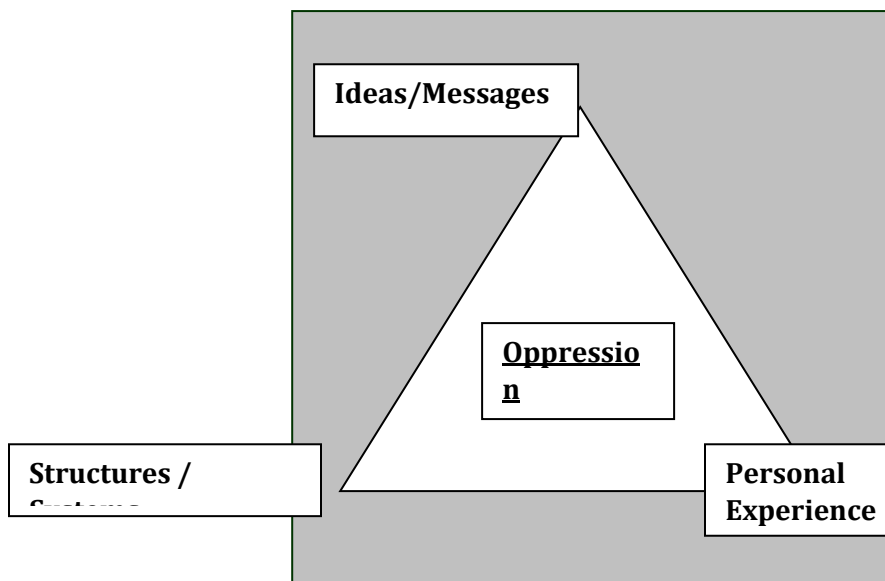 Ideas/Messages
Oppressio
n
Structures /
Personal
Experience